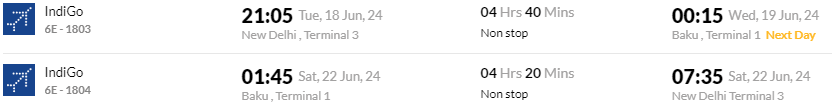 IndiGo
6E - 1803
21:05 Tue, 18 Jun, 24
New Delhi , Terminal 3
04 Hrs 40 Mins
Non stop
00:15 Wed, 19 Jun, 24
Baku , Terminal 1 Next Day
IndiGo
6E - 1804
01:45 Sat, 22 Jun, 24
Baku , Terminal 1
04 Hrs 20 Mins
Non stop
07:35 Sat, 22 Jun, 24
New Delhi Terminal 3